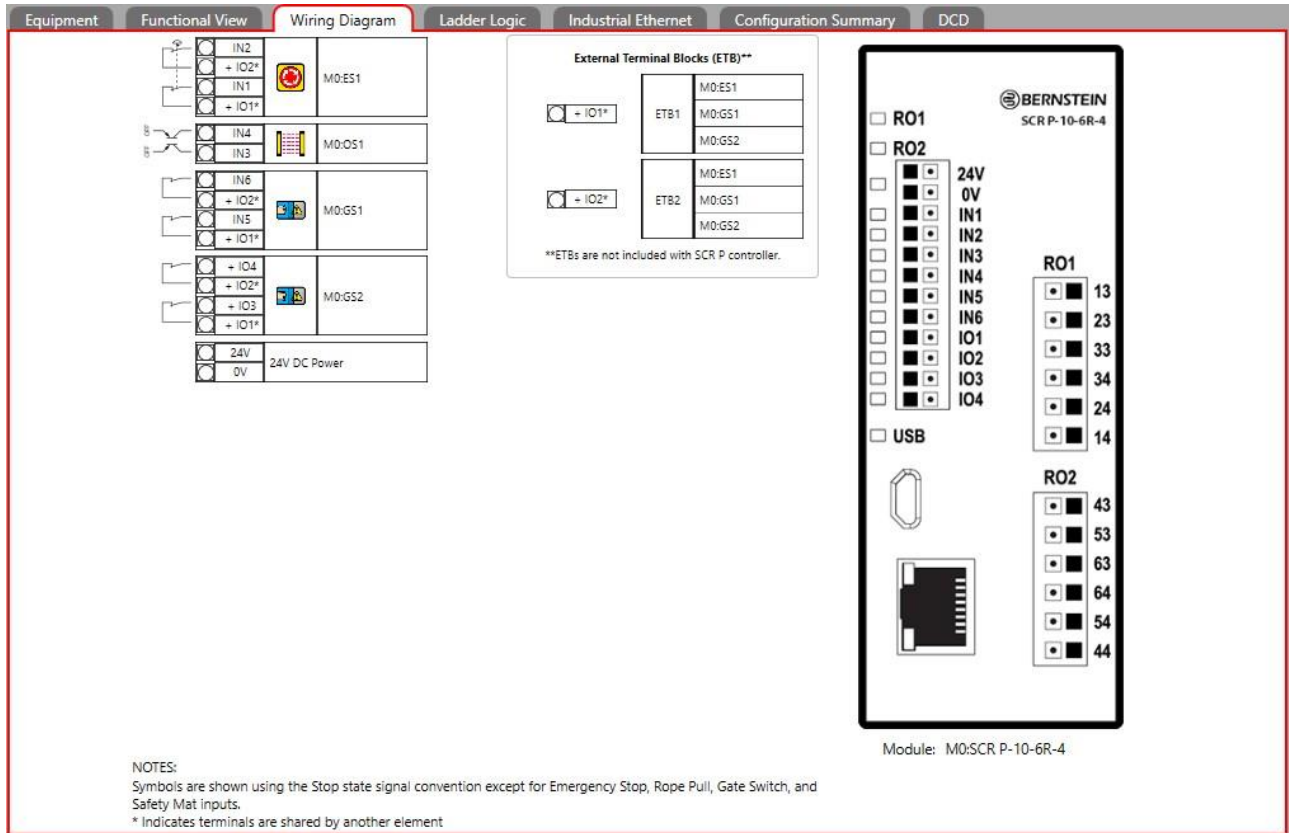 Equipment
Functional View
Wiring Diagram
Ladder Logic
Industrial Ethernet
Configuration Summary
DCD
IN2
+ IO2*
IN1
+ IO1*
M0:ES1
IN4
IN3
M0:OS1
IN6
+ IO2*
IN5
+ IO1*
M0:GS1
+ IO4
+ IO2*
+ IO3
+ IO1*
M0:GS2
24V
0V
24V DC Power
External Terminal Blocks (ETB)**
+ IO1*
ETB1
M0:ES1
M0:GS1
M0:GS2
+ IO2*
ETB2
M0:ES1
M0:GS1
M0:GS2
**ETBs are not included with SCR P controller.
BERNSTEIN
SCR P-10-6R-4
RO1
RO2
24V
0V
IN1
IN2
IN3
IN4
IN5
IN6
IO1
IO2
IO3
IO4
USB
RO1
13
23
33
34
24
14
RO2
43
53
63
64
54
44
Module: M0:SCR P-10-6R-4
NOTES:
Symbols are shown using the Stop state signal convention except for Emergency Stop, Rope Pull, Gate Switch, and
Safety Mat inputs.
* Indicates terminals are shared by another element